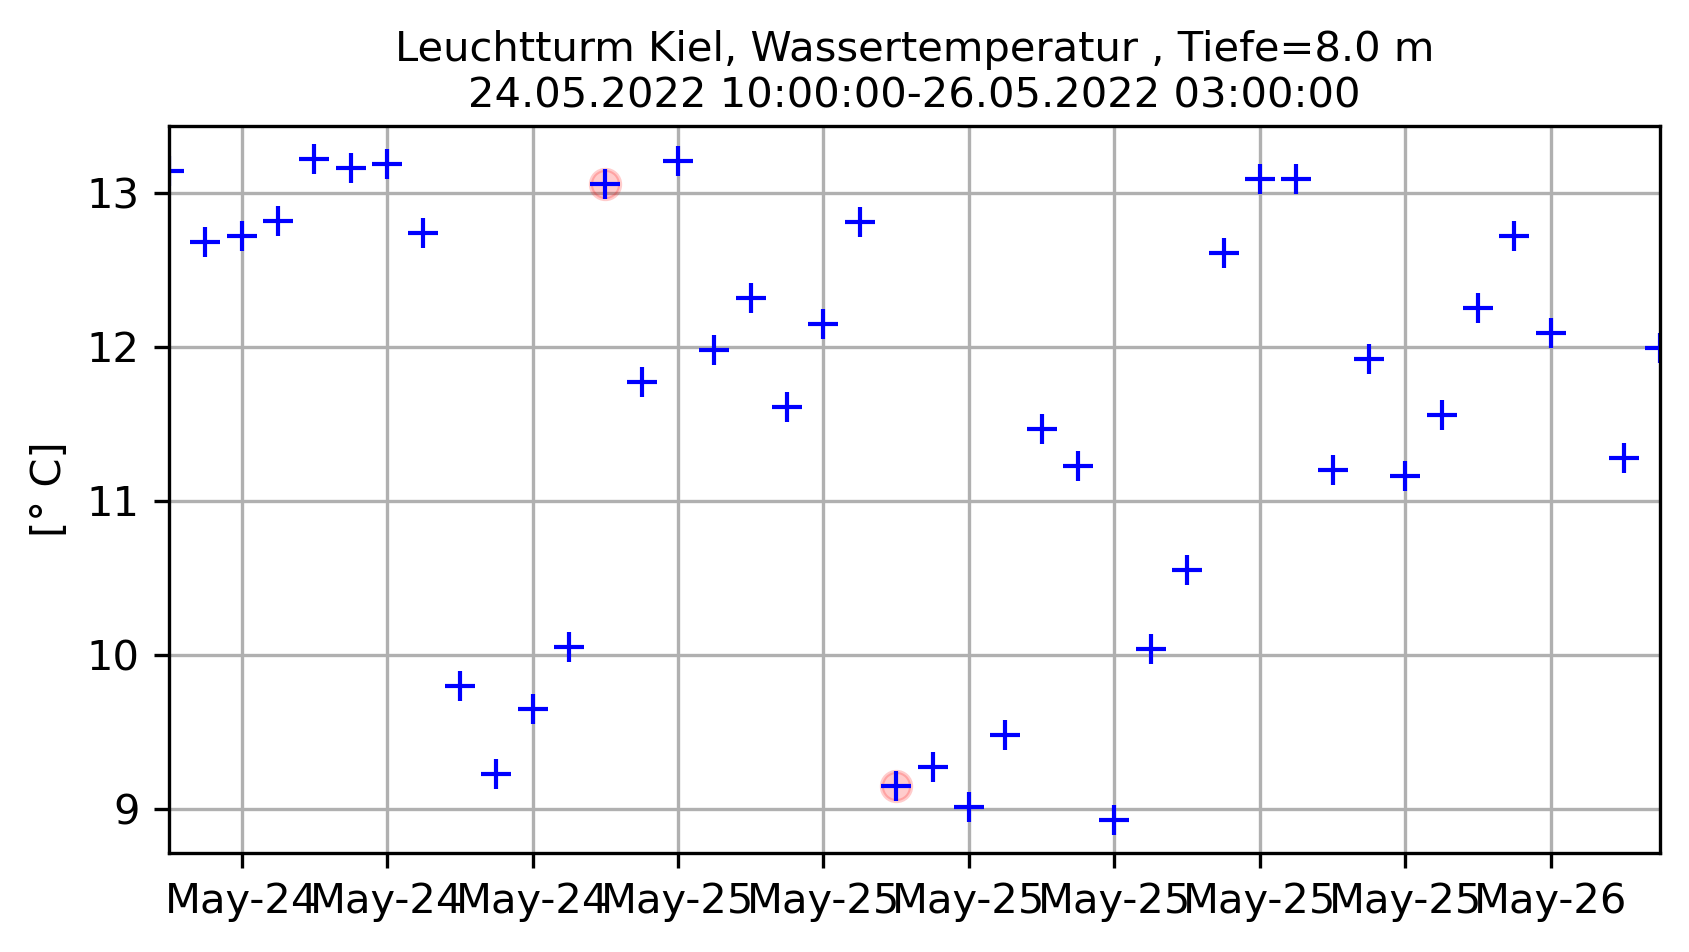 Leuchtturm Kiel, Wassertemperatur , Tiefe=8.0 m
24.05.2022 10:00:00-26.05.2022 03:00:00
13
12
11
10
9
[° C]
May-24 May-24 May-24 May-25 May-25 May-25 May-25 May-25 May-25 May-26